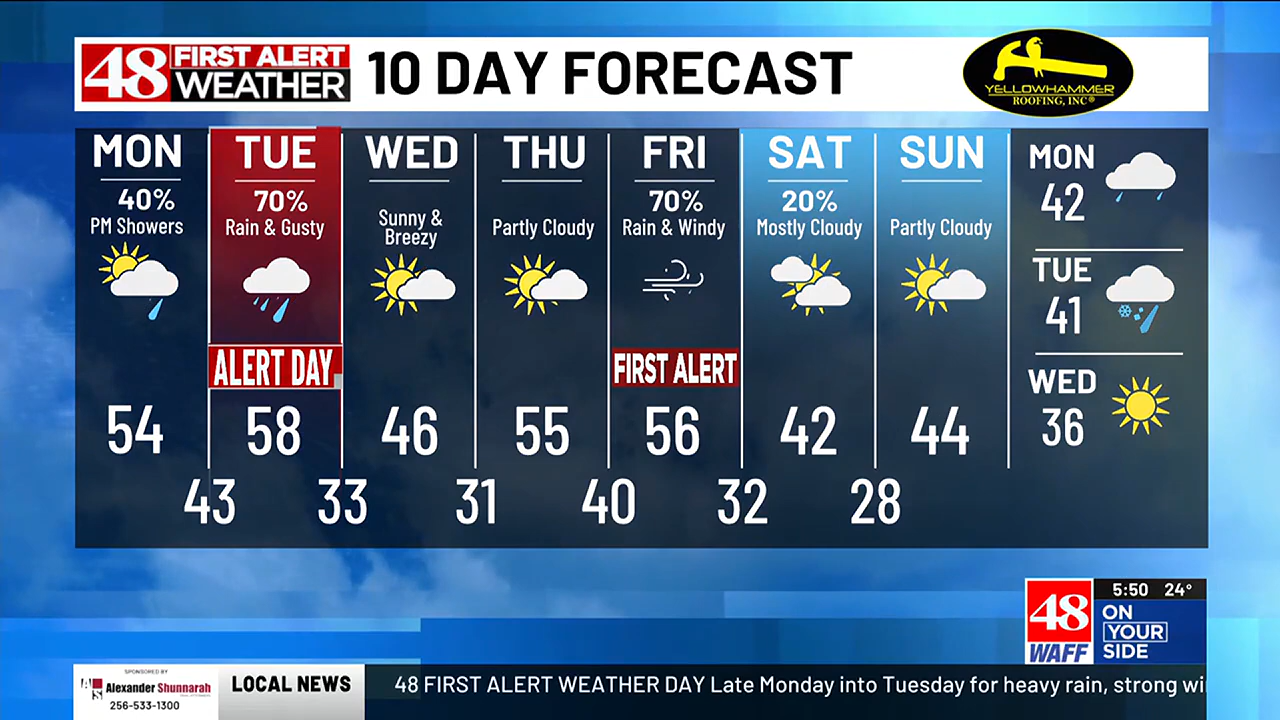 48 FIRST ALERT WEATHER
10 DAY FORECAST
YELLOWHAMMER
ROOFING, INC®
MON
40%
PM Showers
54
TUE
70%
Rain & Gusty
ALERT DAY
58
WED
Sunny &
Breezy
46
THU
Partly Cloudy
55
FRI
70%
Rain & Windy
FIRST ALERT
56
SAT
20%
Mostly Cloudy
42
SUN
Partly Cloudy
44
43 33 31 40 32 28
MON
42
TUE
41
WED
36
48
WAFF
5:50 24°
ON
YOUR
SIDE
SPONSORED BY
Alexander Shunnarah
256-533-1300
LOCAL NEWS
48 FIRST ALERT WEATHER DAY Late Monday into Tuesday for heavy rain, strong wi